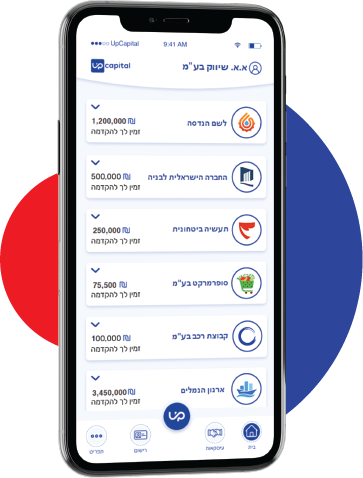 UpCapital
9:41 AM
א.א. שיווק בע"מ
up capital
לשם הנדסה
1,200,000 ₪
זמין לך להקדמה
החברה הישראלית לבניה
500,000 ₪
זמין לך להקדמה
תעשיה ביטחונית
250,000 ₪
זמין לך להקדמה
סופרמרקט בע"מ
75,500 ₪
זמין לך להקדמה
קבוצת רכב בע"מ
100,000 ₪
זמין לך להקדמה
ארגון הנמלים
3,450,000 ₪
זמין לך להקדמה
בית
עיסקאות
up
רישום
תפריט